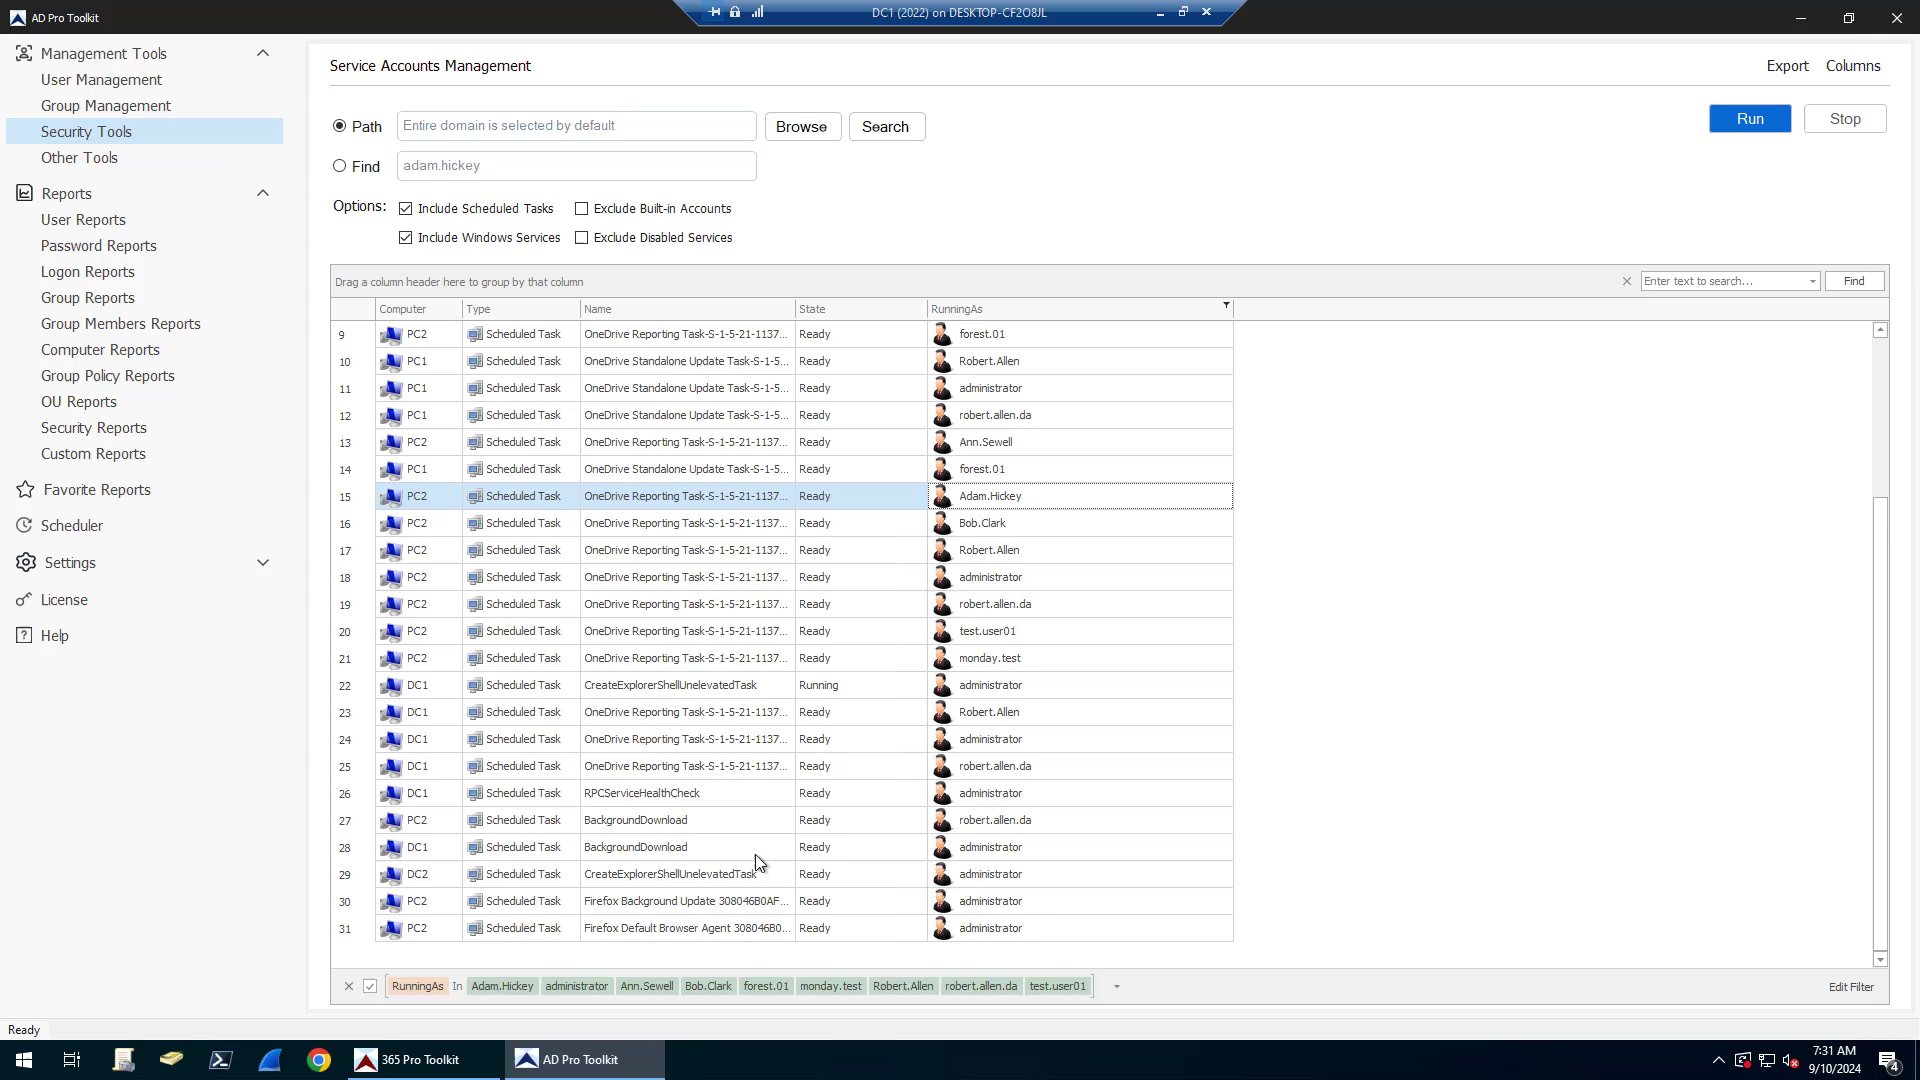 AD Pro Toolkit
DC1 (2022) on DESKTOP-CF2O8JL
Management Tools
User Management
Group Management
Security Tools
Other Tools
Reports
User Reports
Password Reports
Logon Reports
Group Reports
Group Members Reports
Computer Reports
Group Policy Reports
OU Reports
Security Reports
Custom Reports
Favorite Reports
Scheduler
Settings
License
Help
Service Accounts Management
Export Columns
Path Entire domain is selected by default Browse Search
Run Stop
Find adam.hickey
Options: Include Scheduled Tasks Exclude Built-in Accounts
Include Windows Services Exclude Disabled Services
Drag a column header here to group by that column
Enter text to search... Find
Computer Type Name State RunningAs
9 PC2 Scheduled Task OneDrive Reporting Task-S-1-5-21-1137... Ready forest.01
10 PC1 Scheduled Task OneDrive Standalone Update Task-S-1-5... Ready Robert.Allen
11 PC1 Scheduled Task OneDrive Standalone Update Task-S-1-5... Ready administrator
12 PC1 Scheduled Task OneDrive Standalone Update Task-S-1-5... Ready robert.allen.da
13 PC2 Scheduled Task OneDrive Reporting Task-S-1-5-21-1137... Ready Ann.Sewell
14 PC1 Scheduled Task OneDrive Standalone Update Task-S-1-5... Ready forest.01
15 PC2 Scheduled Task OneDrive Reporting Task-S-1-5-21-1137... Ready Adam.Hickey
16 PC2 Scheduled Task OneDrive Reporting Task-S-1-5-21-1137... Ready Bob.Clark
17 PC2 Scheduled Task OneDrive Reporting Task-S-1-5-21-1137... Ready Robert.Allen
18 PC2 Scheduled Task OneDrive Reporting Task-S-1-5-21-1137... Ready administrator
19 PC2 Scheduled Task OneDrive Reporting Task-S-1-5-21-1137... Ready robert.allen.da
20 PC2 Scheduled Task OneDrive Reporting Task-S-1-5-21-1137... Ready test.user01
21 PC2 Scheduled Task OneDrive Reporting Task-S-1-5-21-1137... Ready monday.test
22 DC1 Scheduled Task CreateExplorerShellUnelevatedTask Running administrator
23 DC1 Scheduled Task OneDrive Reporting Task-S-1-5-21-1137... Ready Robert.Allen
24 DC1 Scheduled Task OneDrive Reporting Task-S-1-5-21-1137... Ready administrator
25 DC1 Scheduled Task OneDrive Reporting Task-S-1-5-21-1137... Ready robert.allen.da
26 DC1 Scheduled Task RPCServiceHealthCheck Ready administrator
27 PC2 Scheduled Task BackgroundDownload Ready robert.allen.da
28 DC1 Scheduled Task BackgroundDownload Ready administrator
29 DC2 Scheduled Task CreateExplorerShellUnelevatedTask Ready administrator
30 PC2 Scheduled Task Firefox Background Update 308046B0AF... Ready administrator
31 PC2 Scheduled Task Firefox Default Browser Agent 308046B0... Ready administrator
RunningAs In Adam.Hickey administrator Ann.Sewell Bob.Clark forest.01 monday.test Robert.Allen robert.allen.da test.user01
Edit Filter
Ready
365 Pro Toolkit
AD Pro Toolkit
7:31 AM
9/10/2024
4